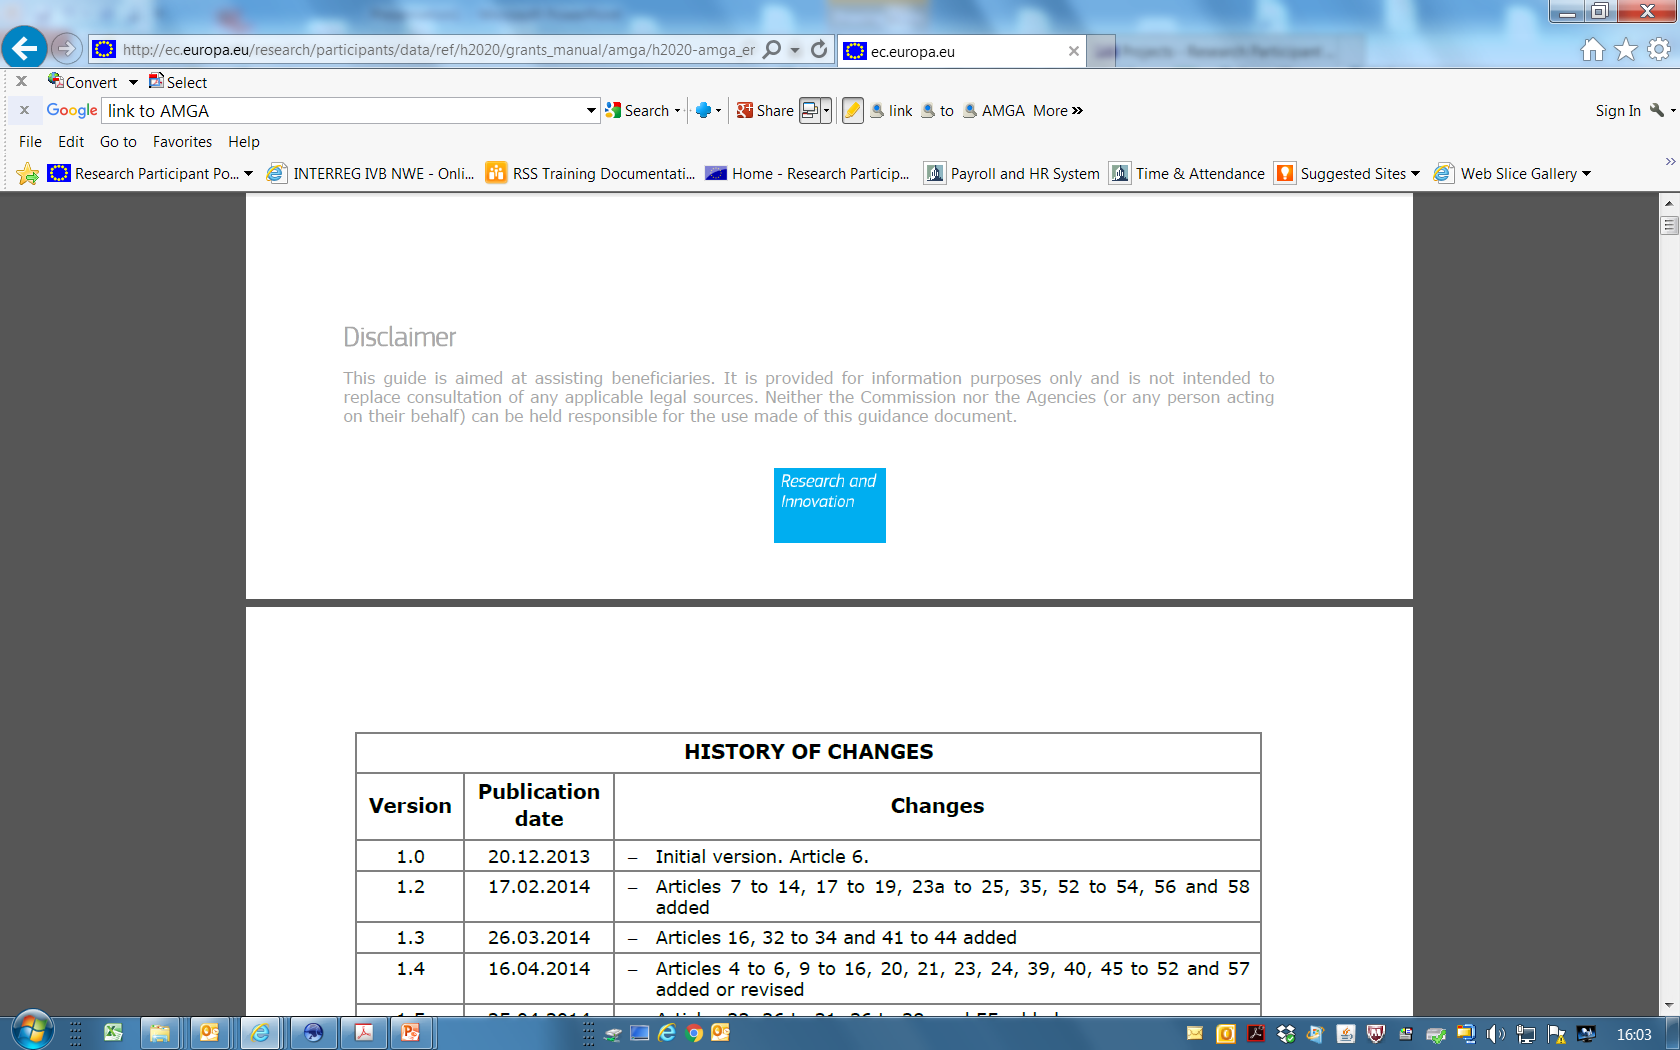 http://ec.europa.eu/research/participants/data/ref/h2020/grants_manual/amga/h2020-amga_er
ec.europa.eu
Projects - Research Participant
Convert Select
Google link to AMGA Search Share link to AMGA More » Sign In
File Edit Go to Favorites Help
Research Participant Po... INTERREG IVB NWE - Onli... RSS Training Documentati... Home - Research Particip... Payroll and HR System Time & Attendance Suggested Sites Web Slice Gallery »
Disclaimer
This guide is aimed at assisting beneficiaries. It is provided for information purposes only and is not intended to
replace consultation of any applicable legal sources. Neither the Commission nor the Agencies (or any person acting
on their behalf) can be held responsible for the use made of this guidance document.
Research and
Innovation
HISTORY OF CHANGES
Version Publication date Changes
1.0 20.12.2013 – Initial version. Article 6.
1.2 17.02.2014 – Articles 7 to 14, 17 to 19, 23a to 25, 35, 52 to 54, 56 and 58
added
1.3 26.03.2014 – Articles 16, 32 to 34 and 41 to 44 added
1.4 16.04.2014 – Articles 4 to 6, 9 to 16, 20, 21, 23, 24, 39, 40, 45 to 52 and 57
added or revised
16:03